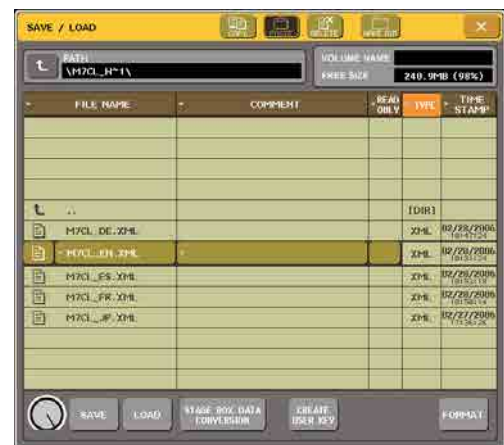 SAVE / LOAD
COPY PASTE DELETE MAKE DIR
PATH
\M7CL_H~1\
VOLUME NAME
FREE SIZE 240.9MB (98%)
FILE NAME COMMENT READ ONLY TYPE TIME STAMP
.. [DIR]
M7CL_DE.XML XML 02/28/2006
M7CL_EN.XML XML 02/28/2006
M7CL_ES.XML XML 02/28/2006
M7CL_FR.XML XML 02/28/2006
M7CL_JP.XML XML 02/27/2006
SAVE LOAD STAGE BOX DATA CONVERSION CREATE USER KEY FORMAT